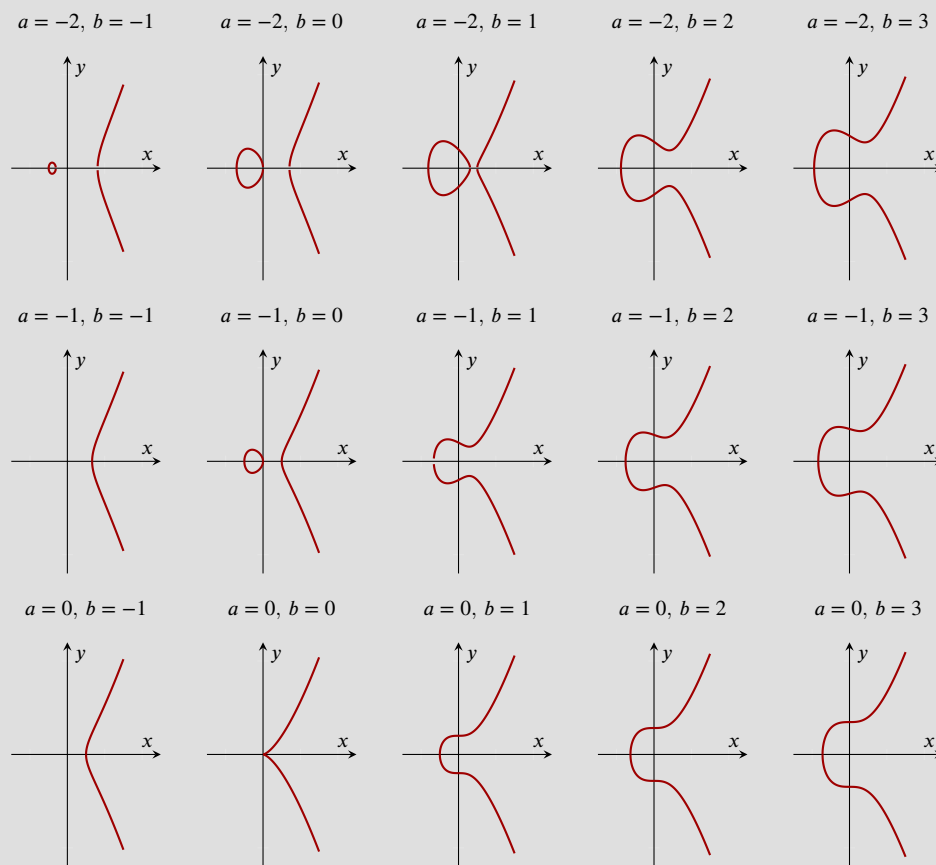 a = −2, b = −1
a = −2, b = 0
a = −2, b = 1
a = −2, b = 2
a = −2, b = 3
y
x
y
x
y
x
y
x
y
x
a = −1, b = −1
a = −1, b = 0
a = −1, b = 1
a = −1, b = 2
a = −1, b = 3
y
x
y
x
y
x
y
x
y
x
a = 0, b = −1
a = 0, b = 0
a = 0, b = 1
a = 0, b = 2
a = 0, b = 3
y
x
y
x
y
x
y
x
y
x